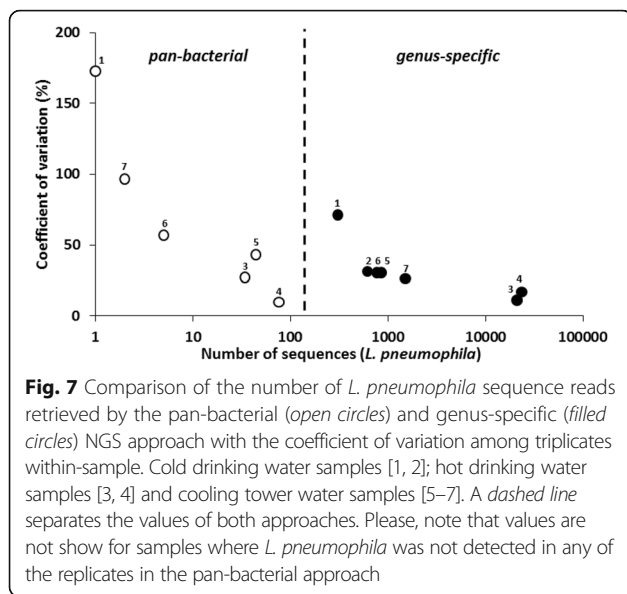 200
pan-bacterial
genus-specific
1
Coefficient of variation (%)
150
100
7
1
6
50
5
2 6 5
7
3
4
3
4
0
1
10
100
1000
10000
100000
Number of sequences (L. pneumophila)
Fig. 7 Comparison of the number of L. pneumophila sequence reads
retrieved by the pan-bacterial (open circles) and genus-specific (filled
circles) NGS approach with the coefficient of variation among triplicates
within-sample. Cold drinking water samples [1, 2]; hot drinking water
samples [3, 4] and cooling tower water samples [5–7]. A dashed line
separates the values of both approaches. Please, note that values are
not show for samples where L. pneumophila was not detected in any of
the replicates in the pan-bacterial approach